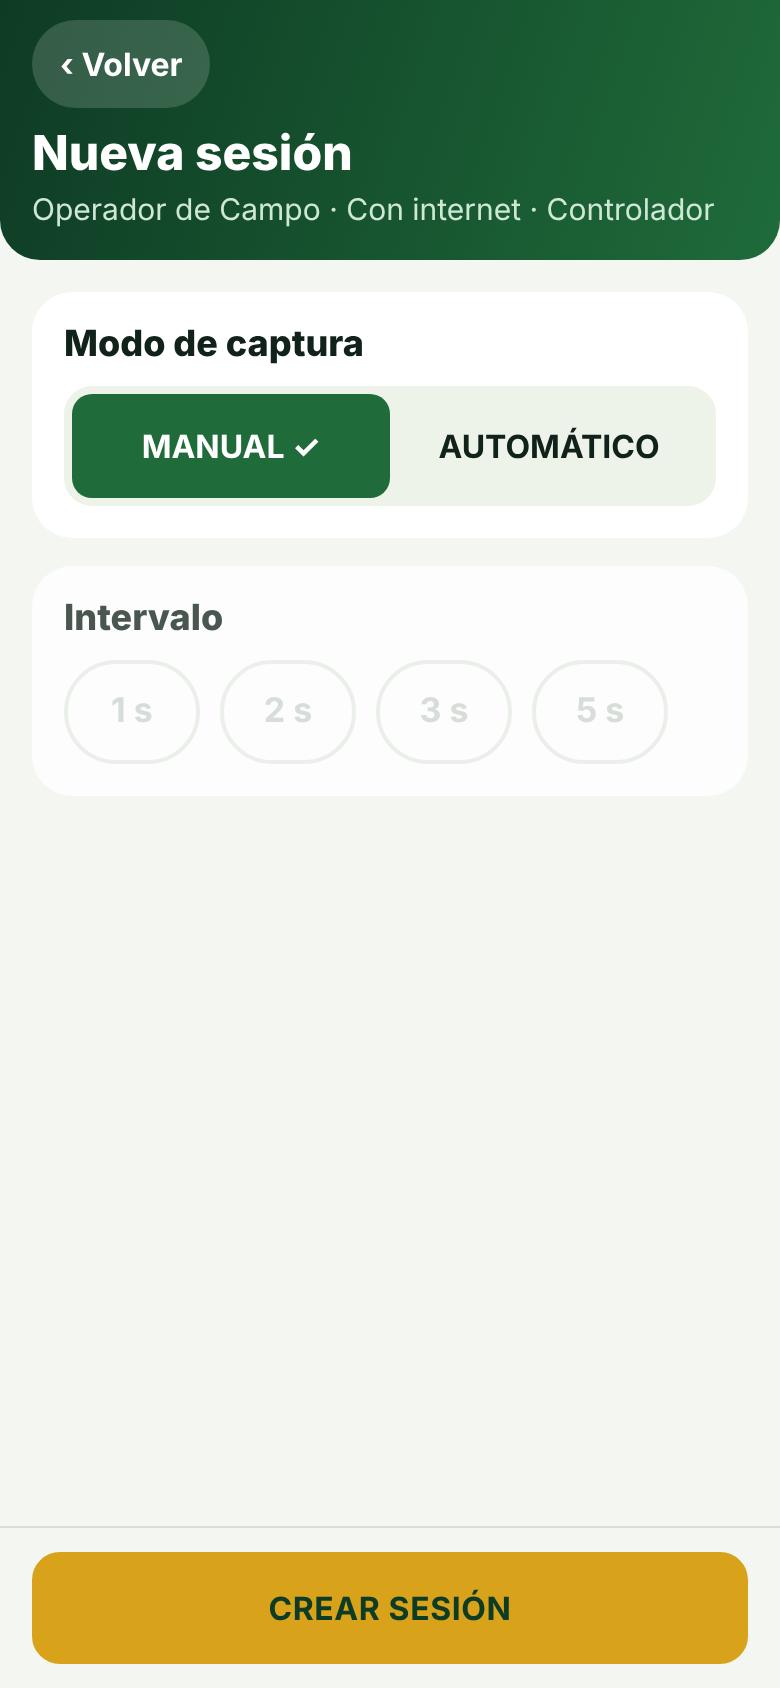 ‹ Volver
Nueva sesión
Operador de Campo · Con internet · Controlador
Modo de captura
MANUAL ✓ AUTOMÁTICO
Intervalo
1 s 2 s 3 s 5 s
CREAR SESIÓN